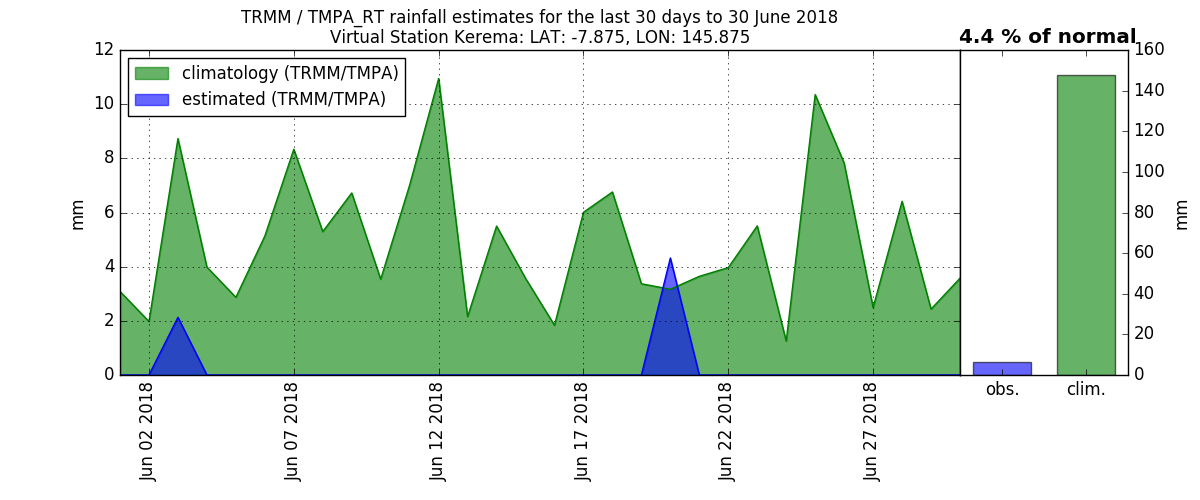 TRMM / TMPA_RT rainfall estimates for the last 30 days to 30 June 2018
Virtual Station Kerema: LAT: -7.875, LON: 145.875
4.4 % of normal
climatology (TRMM/TMPA)
estimated (TRMM/TMPA)
12
10
8
6
4
2
0
mm
Jun 02 2018
Jun 07 2018
Jun 12 2018
Jun 17 2018
Jun 22 2018
Jun 27 2018
obs.
clim.
160
140
120
100
80
60
40
20
0
mm